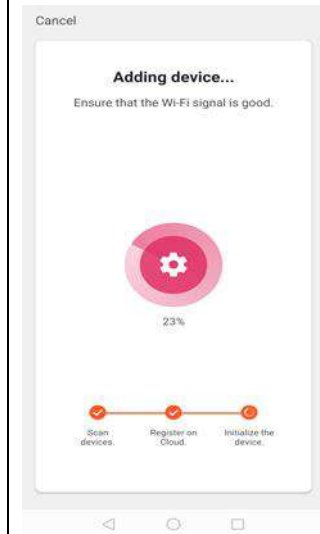 Cancel
Adding device...
Ensure that the Wi-Fi signal is good.
23%
Scan
devices.
Register on
Cloud.
Initialize the
device.